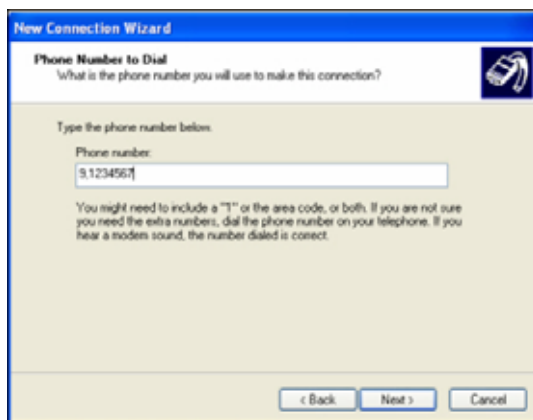 New Connection Wizard
Phone Number to Dial
What is the phone number you will use to make this connection?
Type the phone number below.
Phone number:
9,1234567
You might need to include a "1" or the area code, or both. If you are not sure
you need the extra numbers, dial the phone number on your telephone. If you
hear a modem sound, the number dialed is correct.
< Back
Next >
Cancel